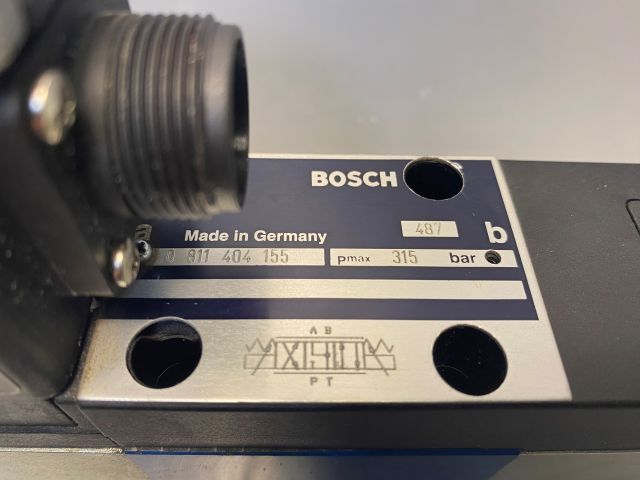 BOSCH
487
Made in Germany
a
b
0 811 404 155
pmax 315 bar
A B
P T